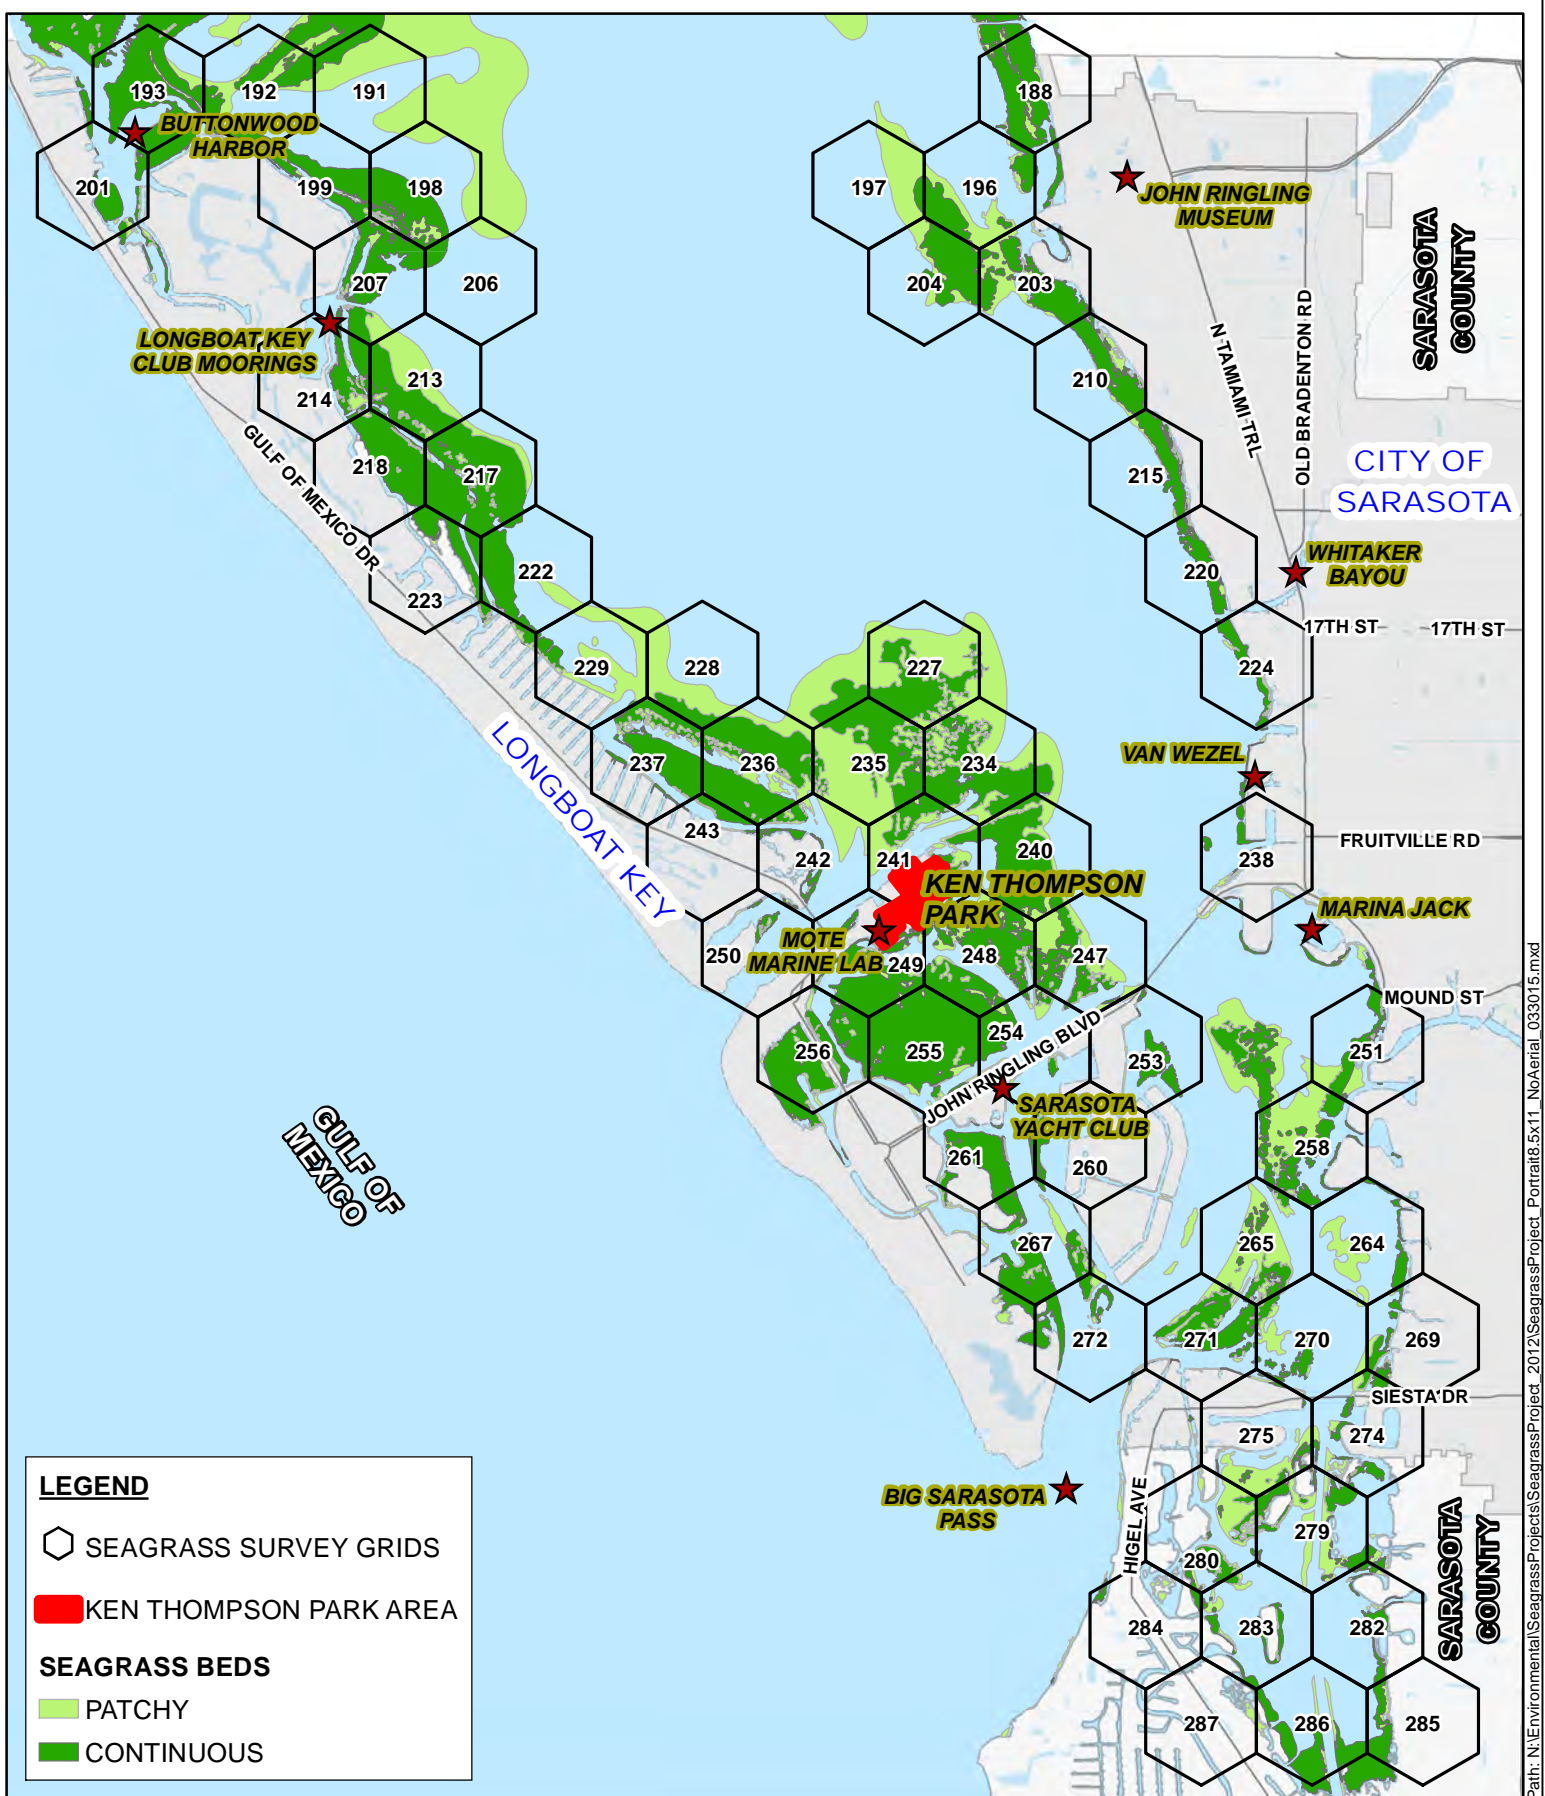 193
192
191
188
BUTTONWOOD
HARBOR
201
199
198
197
196
JOHN RINGLING
MUSEUM
SARASOTA
COUNTY
207
206
204
203
LONGBOAT KEY
CLUB MOORINGS
N TAMIAMI TRL
OLD BRADENTON RD
213
210
214
GULF OF MEXICO DR
218
217
215
CITY OF
SARASOTA
WHITAKER
BAYOU
222
220
223
17TH ST
17TH ST
229
228
227
224
LONGBOAT KEY
VAN WEZEL
237
236
235
234
243
242
241
240
238
FRUITVILLE RD
KEN THOMPSON
PARK
MARINA JACK
MOTE
MARINE LAB
250
249
248
247
MOUND ST
256
255
254
JOHN RINGLING BLVD
253
251
SARASOTA
YACHT CLUB
GULF OF
MEXICO
261
260
258
267
265
264
272
271
270
269
SIESTA DR
275
274
BIG SARASOTA
PASS
HIGEL AVE
279
280
SARASOTA
COUNTY
284
283
282
287
286
285
LEGEND
SEAGRASS SURVEY GRIDS
KEN THOMPSON PARK AREA
SEAGRASS BEDS
PATCHY
CONTINUOUS
Path: N:\Environmental\SeagrassProjects\SeagrassProject_2012\SeagrassProject_Portrait8.5x11_NoAerial_033015.mxd